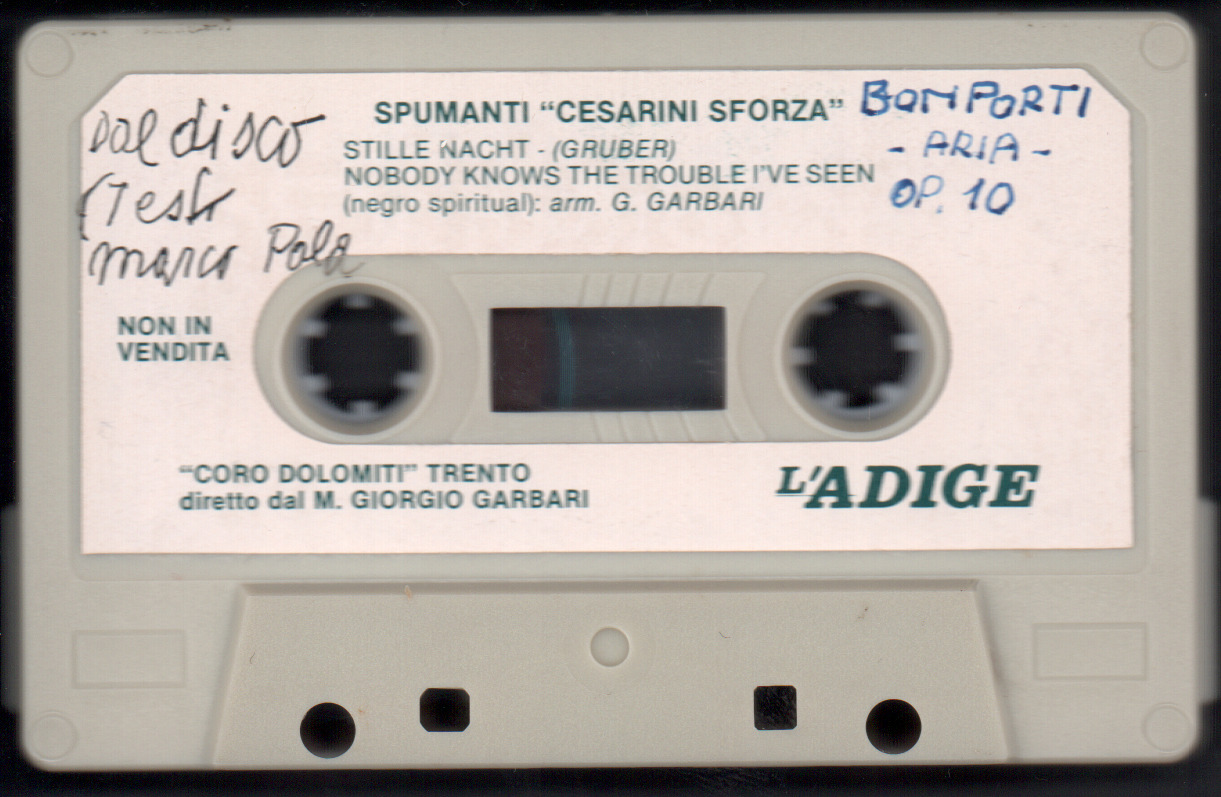 Dal disco
(Testi
marco Pola
SPUMANTI “CESARINI SFORZA”
STILLE NACHT - (GRUBER)
NOBODY KNOWS THE TROUBLE I’VE SEEN
(negro spiritual): arm. G. GARBARI
BONPORTI
- ARIA -
OP. 10
NON IN
VENDITA
“CORO DOLOMITI” TRENTO
diretto dal M. GIORGIO GARBARI
L’ADIGE